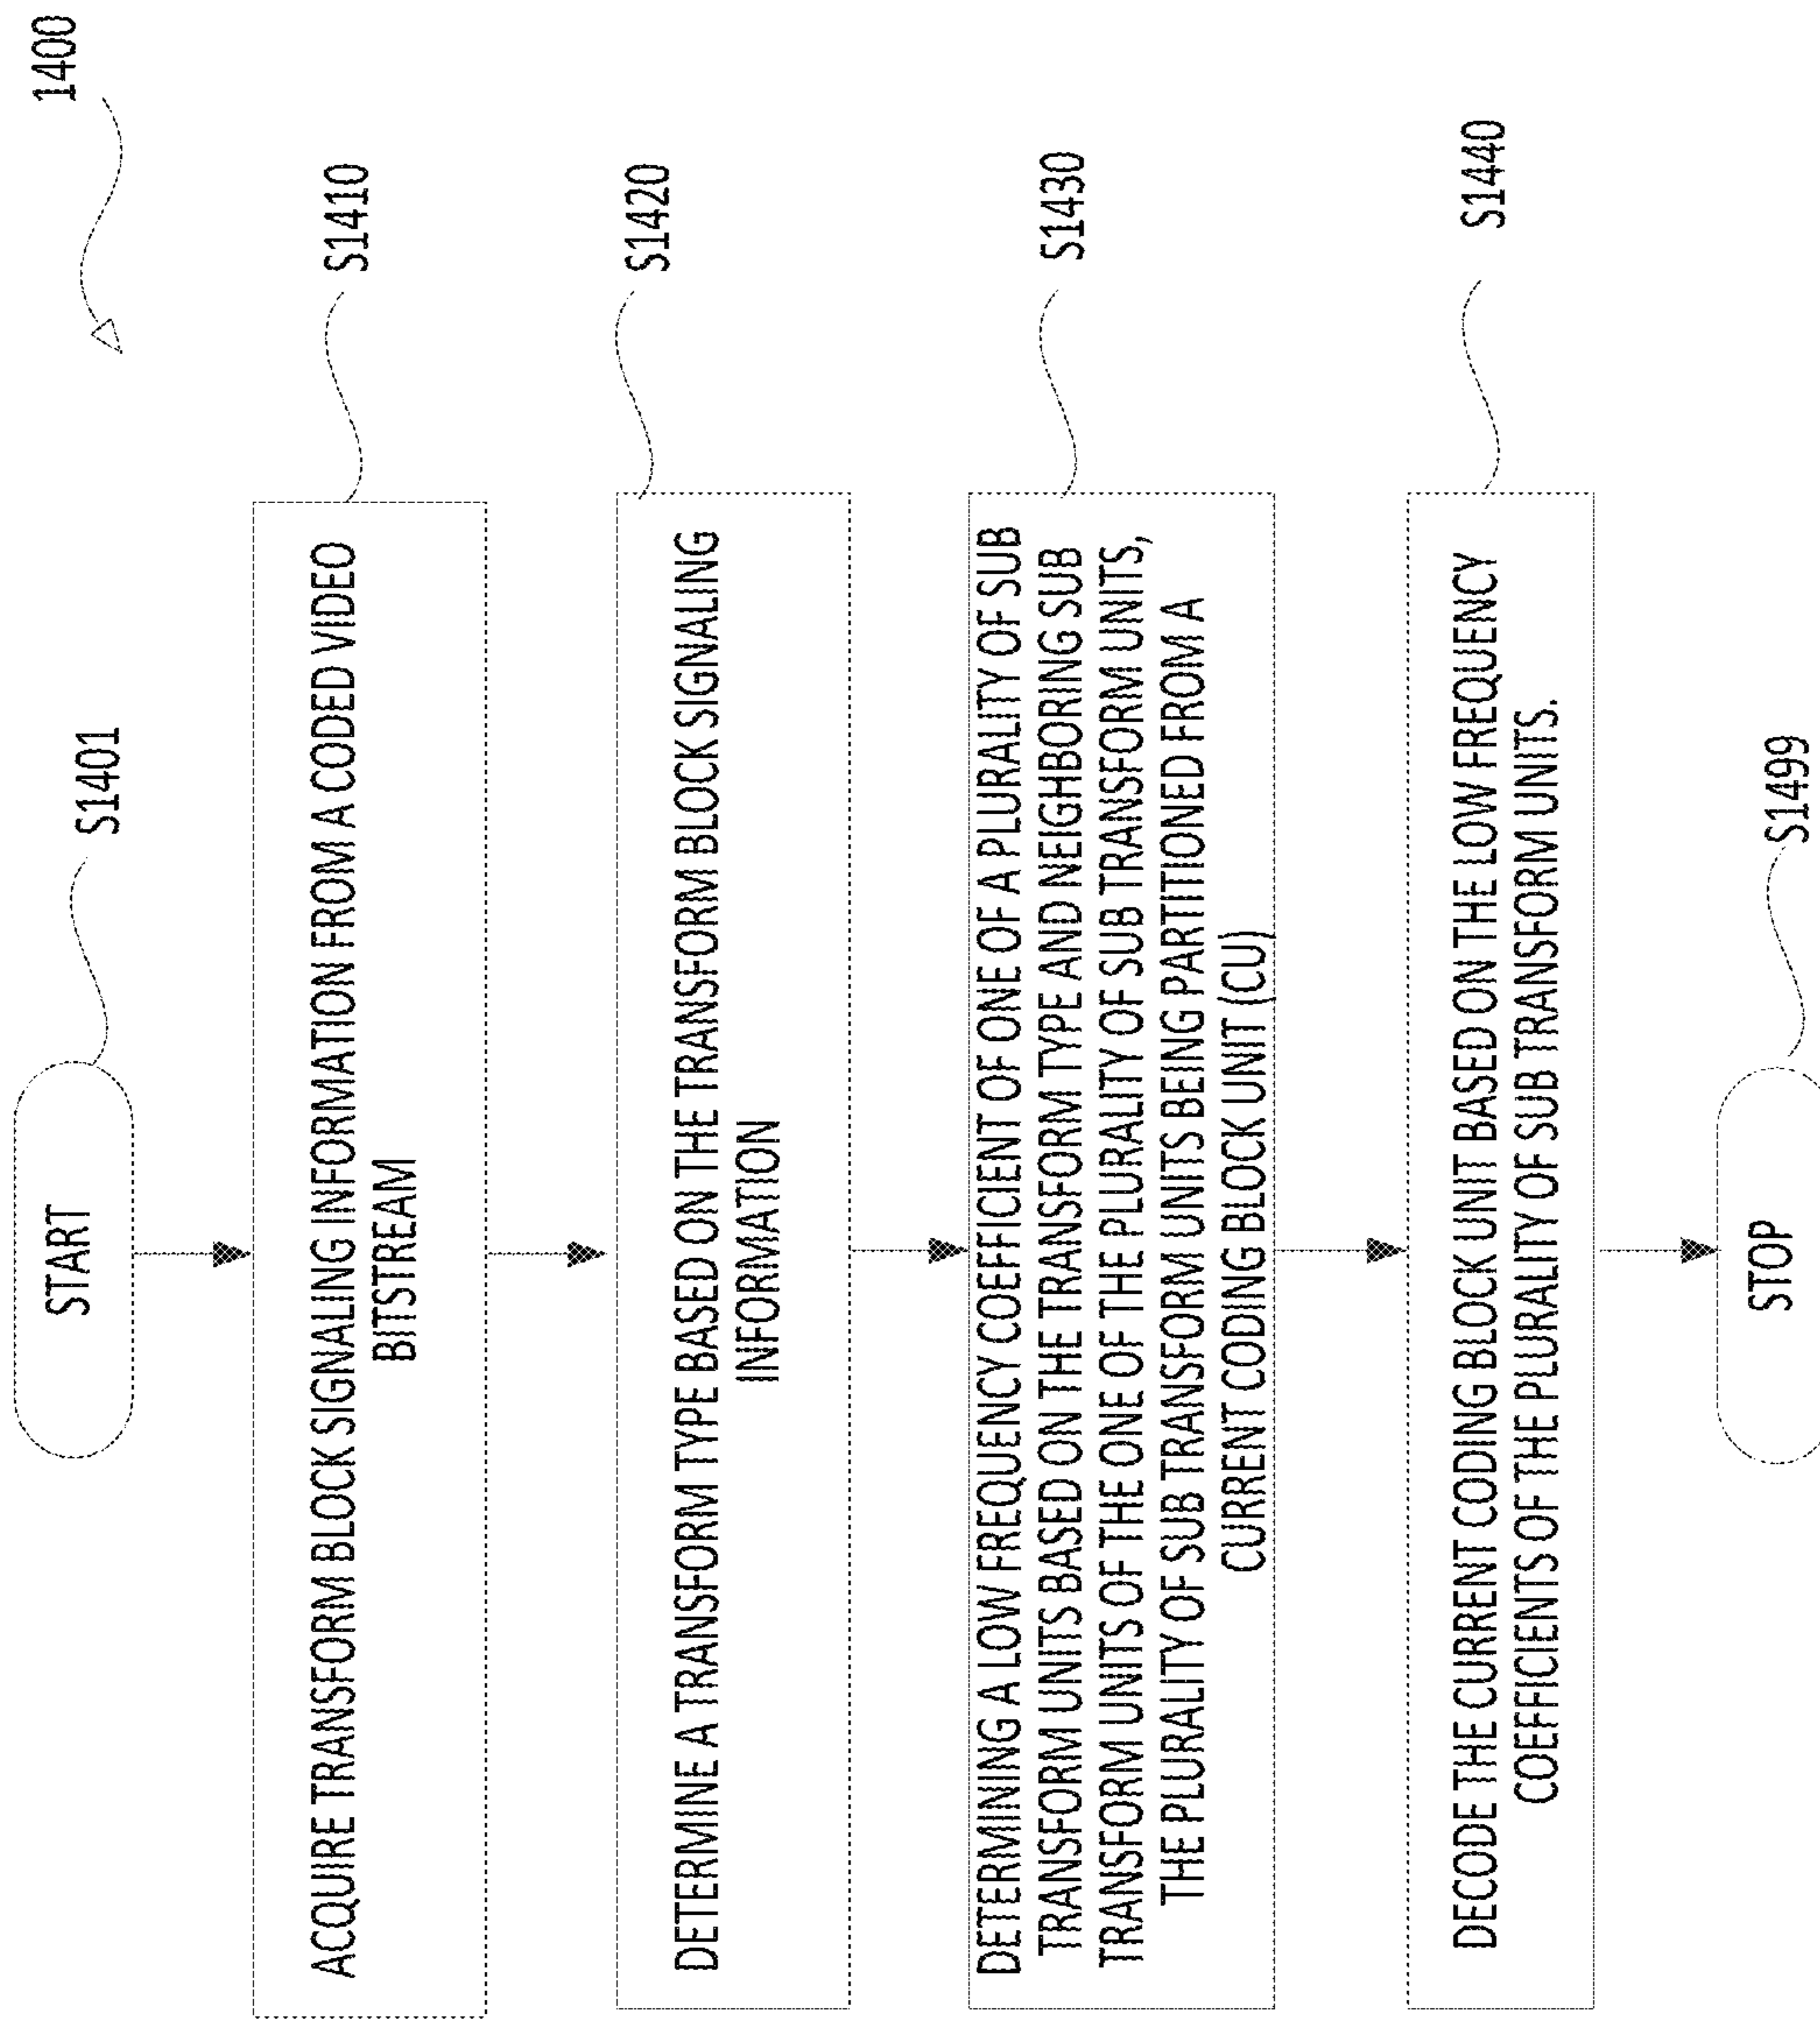 1400
START
S1401
ACQUIRE TRANSFORM BLOCK SIGNALING INFORMATION FROM A CODED VIDEO
BITSTREAM
S1410
DETERMINE A TRANSFORM TYPE BASED ON THE TRANSFORM BLOCK SIGNALING
INFORMATION
S1420
DETERMINING A LOW FREQUENCY COEFFICIENT OF ONE OF A PLURALITY OF SUB
TRANSFORM UNITS BASED ON THE TRANSFORM TYPE AND NEIGHBORING SUB
TRANSFORM UNITS OF THE ONE OF THE PLURALITY OF SUB TRANSFORM UNITS,
THE PLURALITY OF SUB TRANSFORM UNITS BEING PARTITIONED FROM A
CURRENT CODING BLOCK UNIT (CU)
S1430
DECODE THE CURRENT CODING BLOCK UNIT BASED ON THE LOW FREQUENCY
COEFFICIENTS OF THE PLURALITY OF SUB TRANSFORM UNITS.
S1440
STOP
S1499